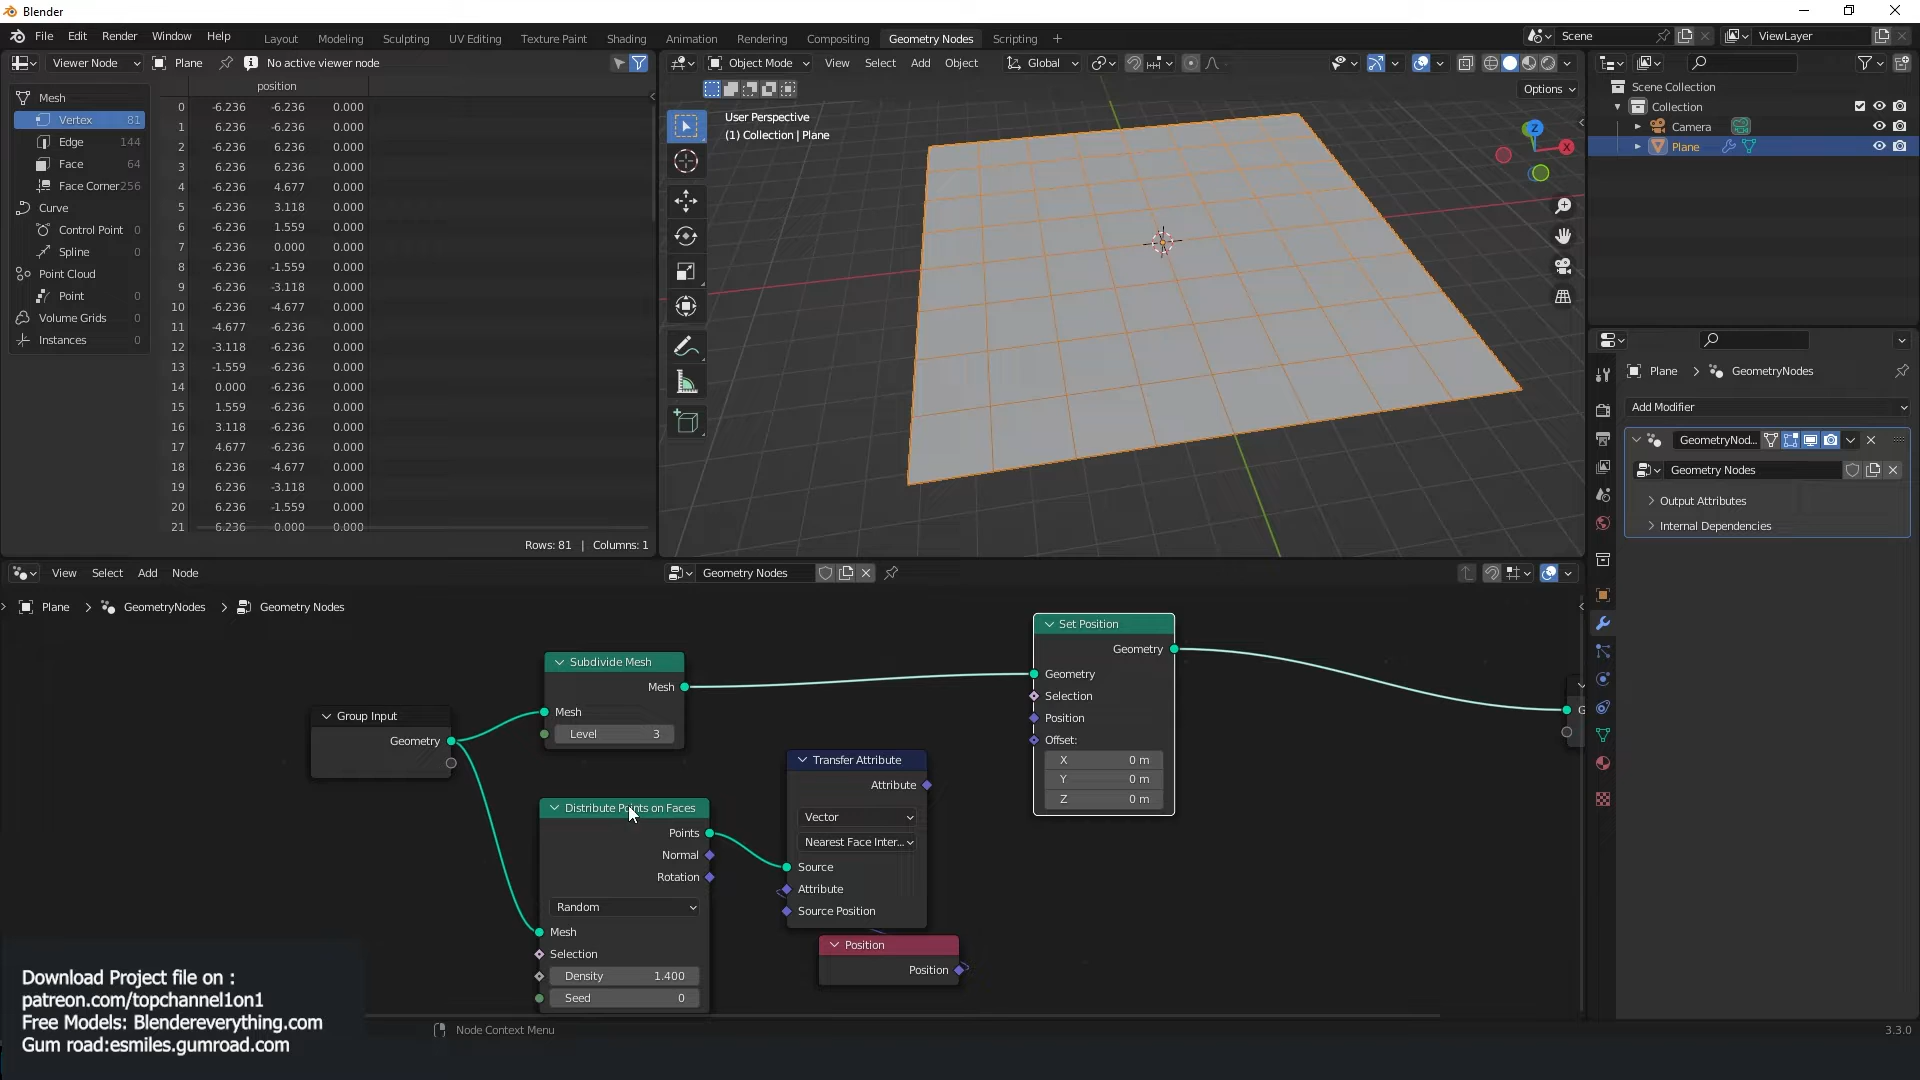 Blender
File Edit Render Window Help
Layout Modeling Sculpting UV Editing Texture Paint Shading Animation Rendering Compositing Geometry Nodes Scripting +
Scene
ViewLayer
Viewer Node Plane No active viewer node
Mesh
Vertex 81
Edge 144
Face 64
Face Corner 256
Curve
Control Point 0
Spline 0
Point Cloud
Point 0
Volume Grids 0
Instances 0
position
0 -6.236 -6.236 0.000
1 6.236 -6.236 0.000
2 -6.236 6.236 0.000
3 6.236 6.236 0.000
4 -6.236 4.677 0.000
5 -6.236 3.118 0.000
6 -6.236 1.559 0.000
7 -6.236 0.000 0.000
8 -6.236 -1.559 0.000
9 -6.236 -3.118 0.000
10 -6.236 -4.677 0.000
11 -4.677 -6.236 0.000
12 -3.118 -6.236 0.000
13 -1.559 -6.236 0.000
14 0.000 -6.236 0.000
15 1.559 -6.236 0.000
16 3.118 -6.236 0.000
17 4.677 -6.236 0.000
18 6.236 -4.677 0.000
19 6.236 -3.118 0.000
20 6.236 -1.559 0.000
21 6.236 0.000 0.000
Rows: 81 | Columns: 1
Object Mode View Select Add Object Global
Options
User Perspective
(1) Collection | Plane
Z
X
Scene Collection
Collection
Camera
Plane
Plane > GeometryNodes
Add Modifier
GeometryNod...
Geometry Nodes
Output Attributes
Internal Dependencies
View Select Add Node
Geometry Nodes
Plane > GeometryNodes > Geometry Nodes
Group Input
Geometry
Subdivide Mesh
Mesh
Mesh
Level 3
Distribute Points on Faces
Points
Normal
Rotation
Random
Mesh
Selection
Density 1.400
Seed 0
Transfer Attribute
Attribute
Vector
Nearest Face Inter...
Source
Attribute
Source Position
Position
Position
Set Position
Geometry
Geometry
Selection
Position
Offset:
X 0 m
Y 0 m
Z 0 m
G
Download Project file on :
patreon.com/topchannel1on1
Free Models: Blendereverything.com
Gum road:esmiles.gumroad.com
Node Context Menu
3.3.0